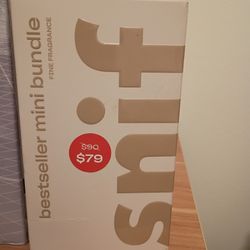 bestseller mini bundle
FINE FRAGRANCE
$90
$79
snif